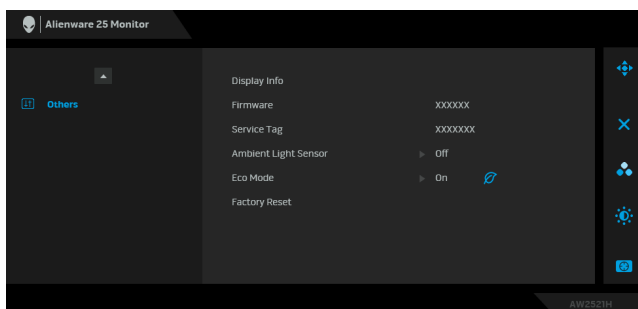 Alienware 25 Monitor
Others
Display Info
Firmware XXXXXX
Service Tag XXXXXXX
Ambient Light Sensor Off
Eco Mode On
Factory Reset
AW2521H